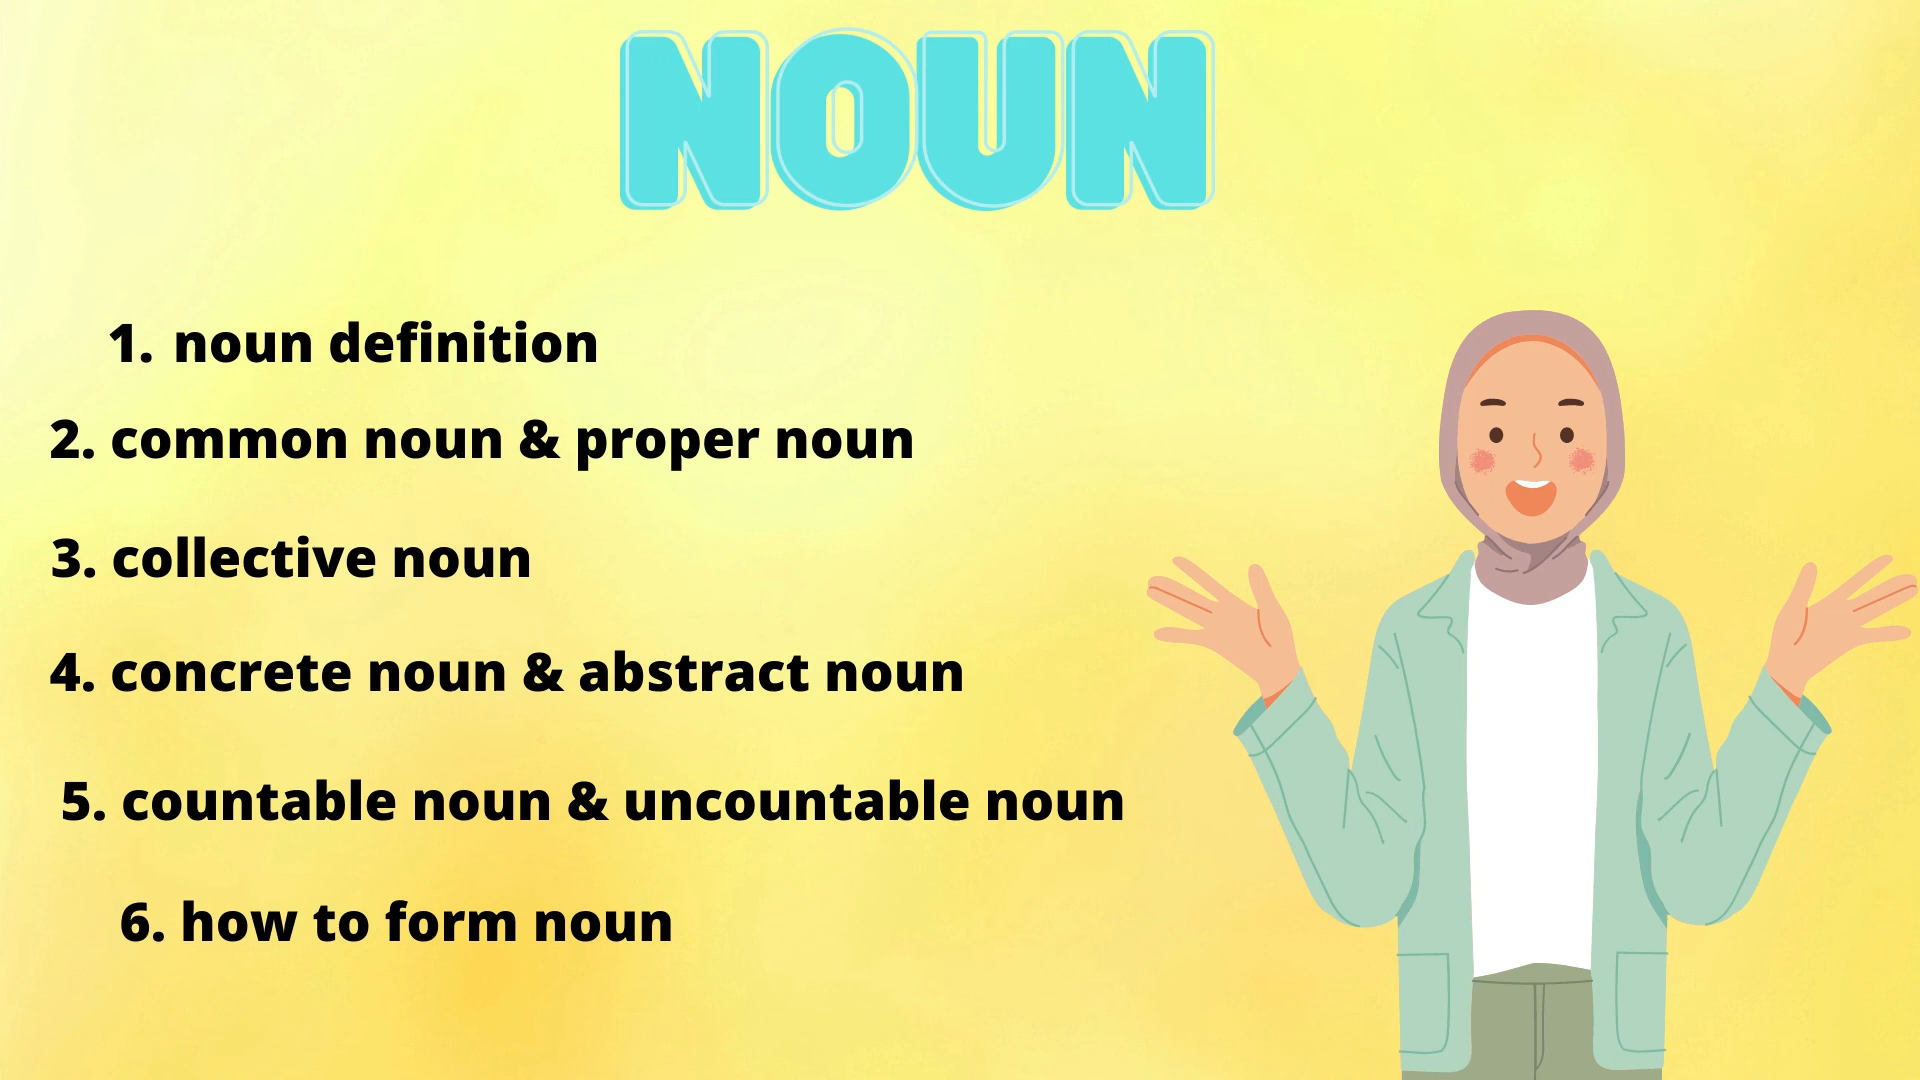 NOUN
1. noun definition
2. common noun & proper noun
3. collective noun
4. concrete noun & abstract noun
5. countable noun & uncountable noun
6. how to form noun